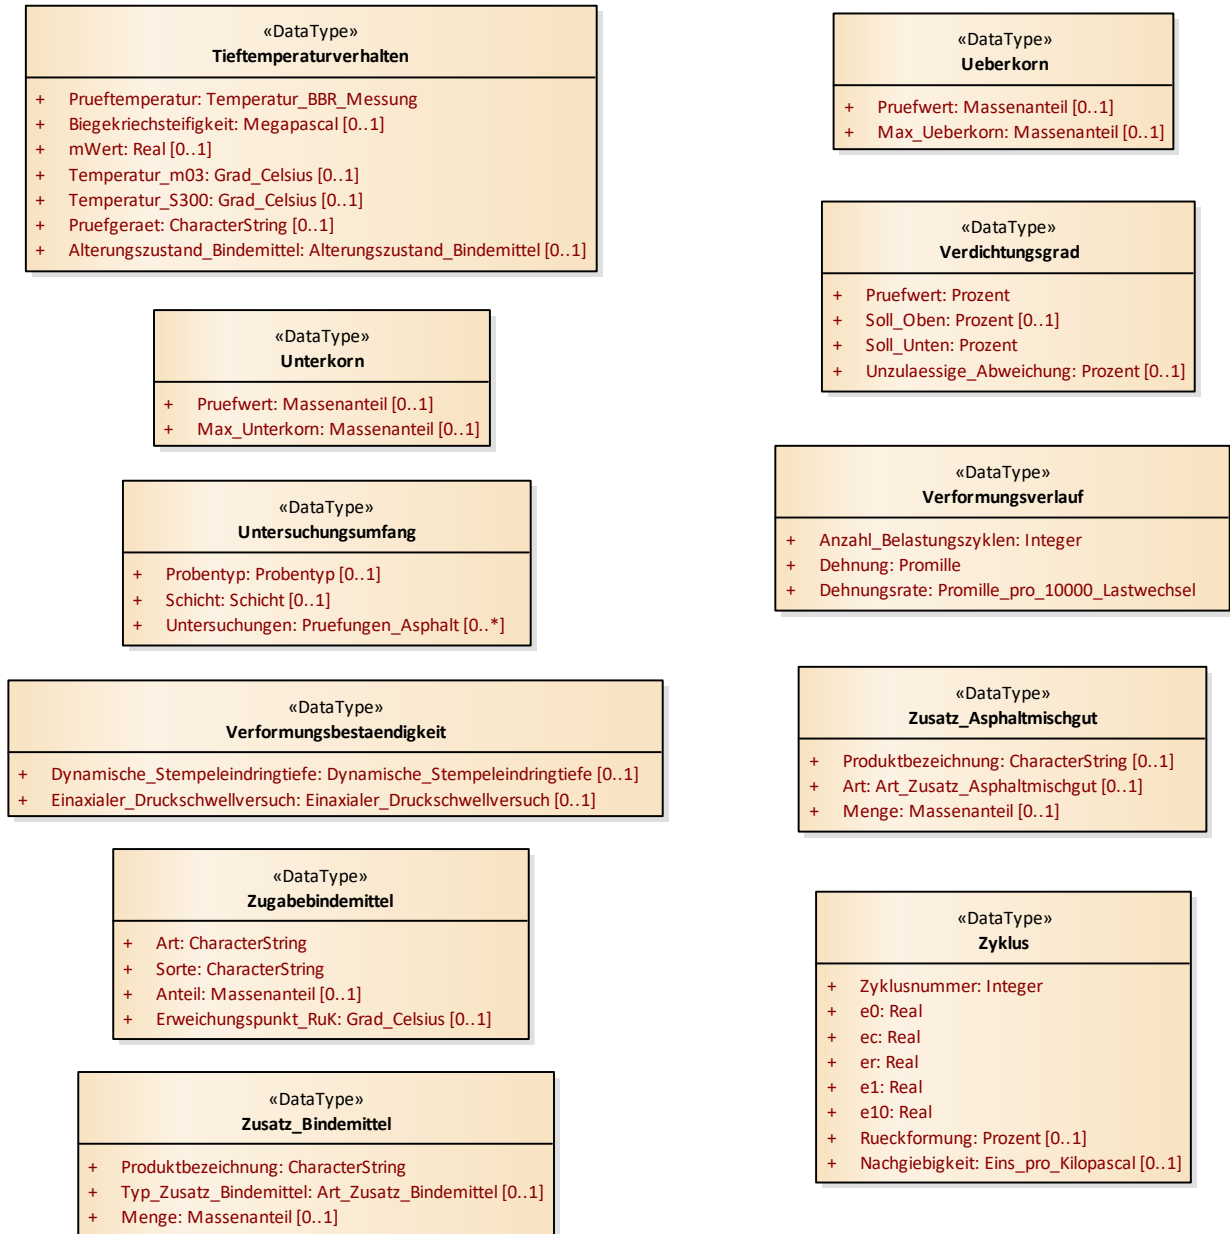 «DataType»
Tieftemperaturverhalten
+ Prueftemperatur: Temperatur_BBR_Messung
+ Biegekriechsteifigkeit: Megapascal [0..1]
+ mWert: Real [0..1]
+ Temperatur_m03: Grad_Celsius [0..1]
+ Temperatur_S300: Grad_Celsius [0..1]
+ Pruefgeraet: CharacterString [0..1]
+ Alterungszustand_Bindemittel: Alterungszustand_Bindemittel [0..1]
«DataType»
Unterkorn
+ Pruefwert: Massenanteil [0..1]
+ Max_Unterkorn: Massenanteil [0..1]
«DataType»
Untersuchungsumfang
+ Probentyp: Probentyp [0..1]
+ Schicht: Schicht [0..1]
+ Untersuchungen: Pruefungen_Asphalt [0..*]
«DataType»
Verformungsbestaendigkeit
+ Dynamische_Stempeleindringtiefe: Dynamische_Stempeleindringtiefe [0..1]
+ Einaxialer_Druckschwellversuch: Einaxialer_Druckschwellversuch [0..1]
«DataType»
Zugabebindemittel
+ Art: CharacterString
+ Sorte: CharacterString
+ Anteil: Massenanteil [0..1]
+ Erweichungspunkt_RuK: Grad_Celsius [0..1]
«DataType»
Zusatz_Bindemittel
+ Produktbezeichnung: CharacterString
+ Typ_Zusatz_Bindemittel: Art_Zusatz_Bindemittel [0..1]
+ Menge: Massenanteil [0..1]
«DataType»
Ueberkorn
+ Pruefwert: Massenanteil [0..1]
+ Max_Ueberkorn: Massenanteil [0..1]
«DataType»
Verdichtungsgrad
+ Pruefwert: Prozent
+ Soll_Oben: Prozent [0..1]
+ Soll_Unten: Prozent
+ Unzulaessige_Abweichung: Prozent [0..1]
«DataType»
Verformungsverlauf
+ Anzahl_Belastungszyklen: Integer
+ Dehnung: Promille
+ Dehnungsrate: Promille_pro_10000_Lastwechsel
«DataType»
Zusatz_Asphaltmischgut
+ Produktbezeichnung: CharacterString [0..1]
+ Art: Art_Zusatz_Asphaltmischgut [0..1]
+ Menge: Massenanteil [0..1]
«DataType»
Zyklus
+ Zyklusnummer: Integer
+ e0: Real
+ ec: Real
+ er: Real
+ e1: Real
+ e10: Real
+ Rueckformung: Prozent [0..1]
+ Nachgiebigkeit: Eins_pro_Kilopascal [0..1]